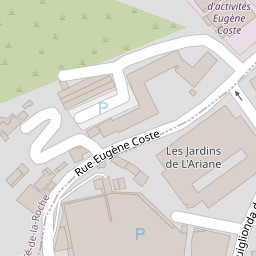 d'activités
Eugène
Coste
P
Rue Eugène Coste
Les Jardins
de L'Ariane
P